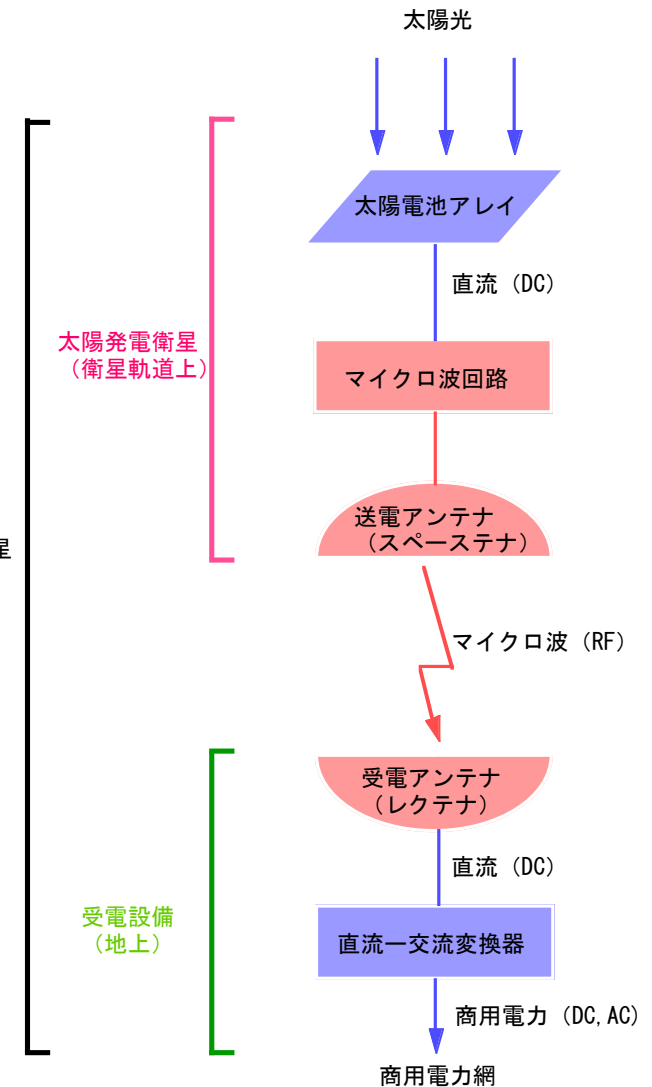 太陽光
太陽電池アレイ
直流（DC）
太陽発電衛星
（衛星軌道上）
マイクロ波回路
送電アンテナ
（スペーステナ）
星
マイクロ波（RF）
受電アンテナ
（レクテナ）
直流（DC）
受電設備
（地上）
直流ー交流変換器
商用電力（DC, AC）
商用電力網